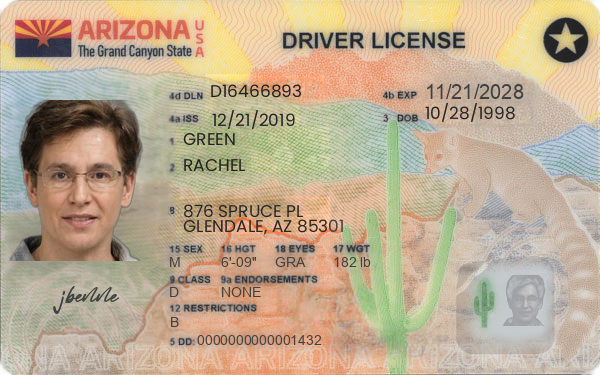 ARIZONA USA
The Grand Canyon State
DRIVER LICENSE
4d DLN D16466893
4b EXP 11/21/2028
4a ISS 12/21/2019
3 DOB 10/28/1998
1 GREEN
2 RACHEL
8 876 SPRUCE PL
GLENDALE, AZ 85301
15 SEX 16 HGT 18 EYES 17 WGT
M 6'-09" GRA 182 lb
9 CLASS 9a ENDORSEMENTS
D NONE
12 RESTRICTIONS
B
5 DD: 0000000000001432
ARIZONA ARIZONA ARIZONA ARIZONA